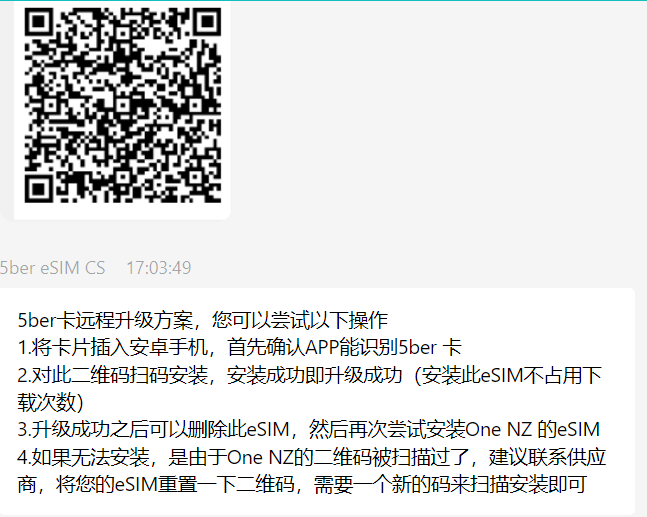 5ber eSIM CS 17:03:49
5ber卡远程升级方案，您可以尝试以下操作
1.将卡片插入安卓手机，首先确认APP能识别5ber 卡
2.对此二维码扫码安装，安装成功即升级成功（安装此eSIM不占用下
载次数）
3.升级成功之后可以删除此eSIM，然后再次尝试安装One NZ 的eSIM
4.如果无法安装，是由于One NZ的二维码被扫描过了，建议联系供应
商，将您的eSIM重置一下二维码，需要一个新的码来扫描安装即可